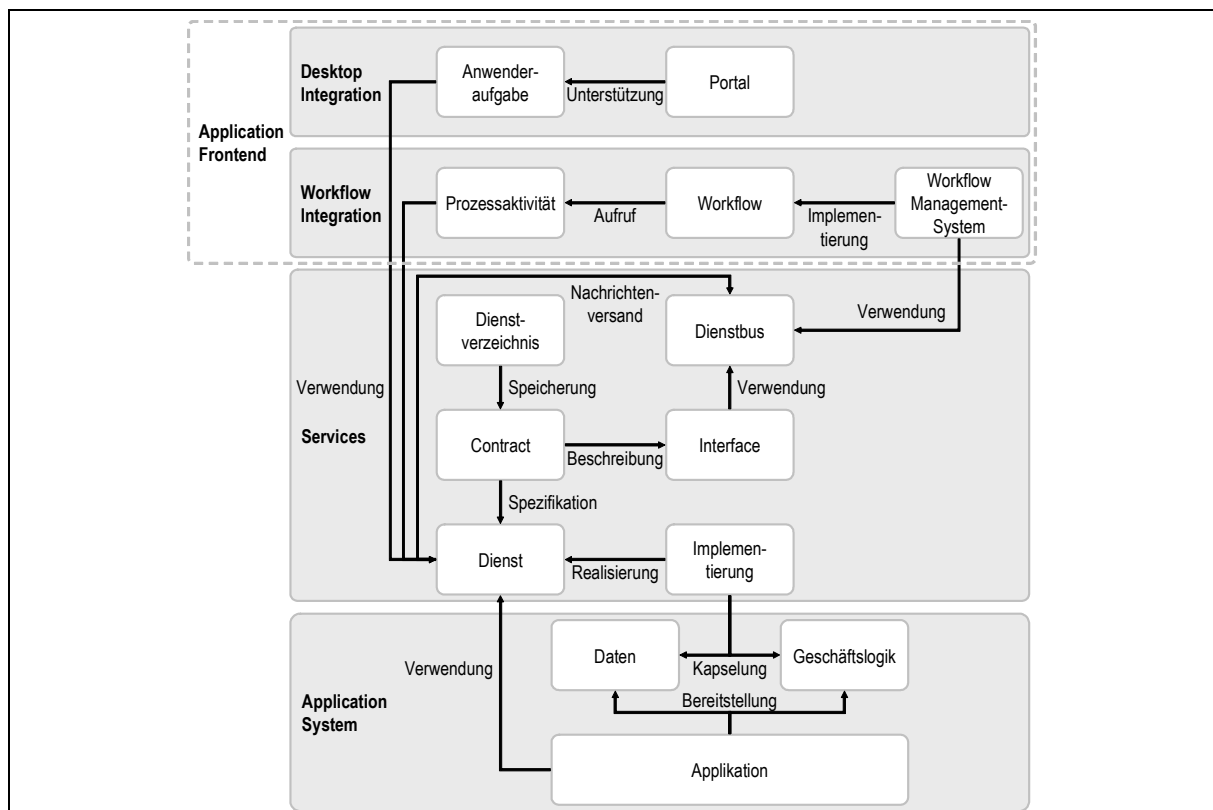 Desktop
Integration
Anwender-
aufgabe
Unterstützung
Portal
Application
Frontend
Workflow
Integration
Prozessaktivität
Aufruf
Workflow
Implemen-
tierung
Workflow
Management-
System
Nachrichten-
versand
Dienst-
verzeichnis
Dienstbus
Verwendung
Verwendung
Speicherung
Verwendung
Services
Contract
Beschreibung
Interface
Spezifikation
Dienst
Realisierung
Implemen-
tierung
Verwendung
Daten
Kapselung
Geschäftslogik
Bereitstellung
Application
System
Applikation